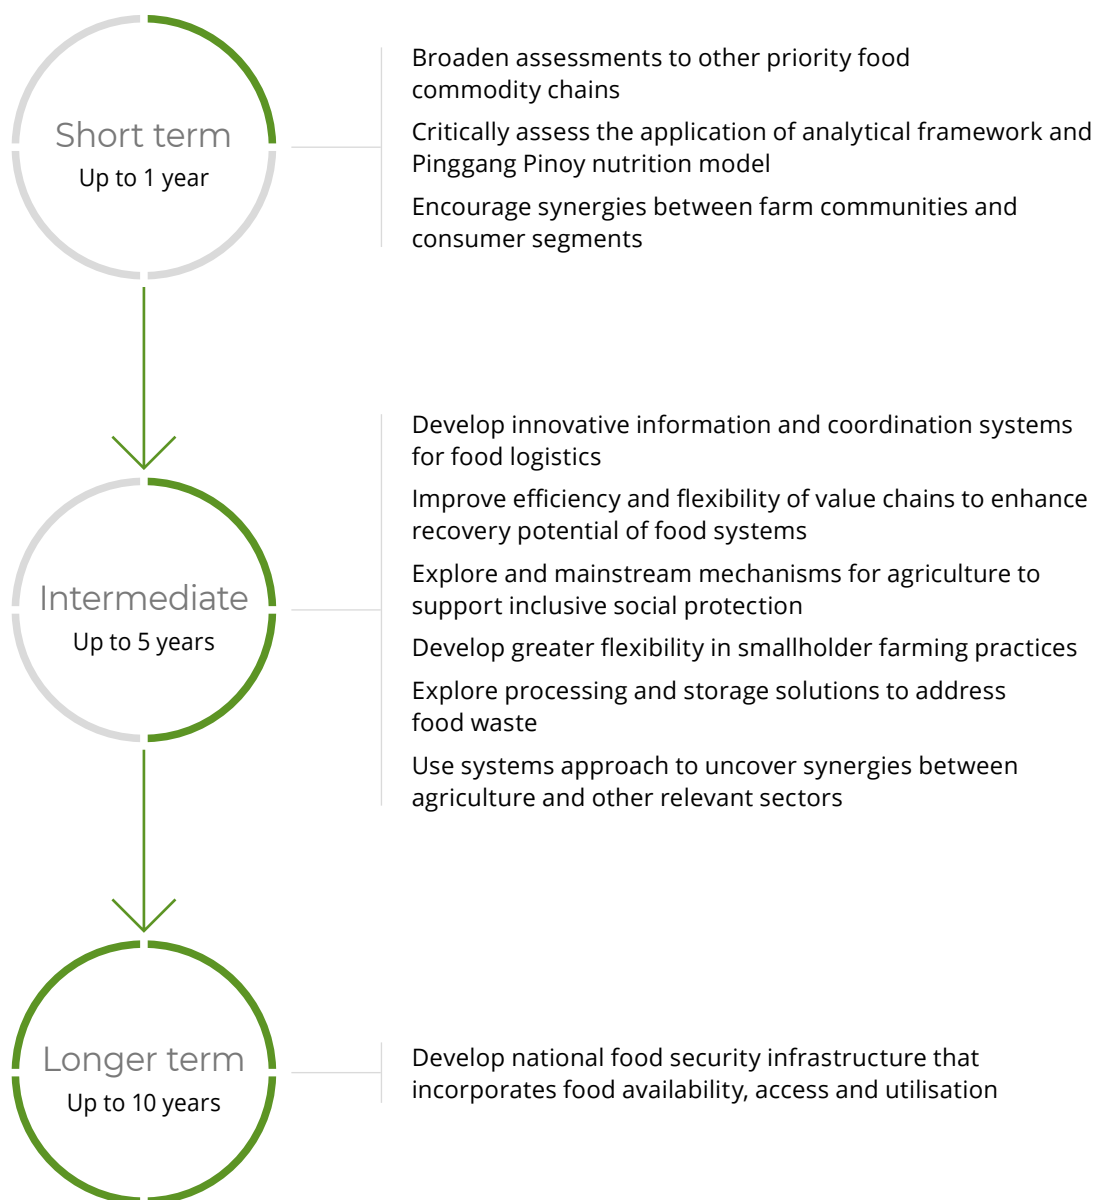 Short term
Up to 1 year
Broaden assessments to other priority food
commodity chains
Critically assess the application of analytical framework and
Pinggang Pinoy nutrition model
Encourage synergies between farm communities and
consumer segments
Intermediate
Up to 5 years
Develop innovative information and coordination systems
for food logistics
Improve efficiency and flexibility of value chains to enhance
recovery potential of food systems
Explore and mainstream mechanisms for agriculture to
support inclusive social protection
Develop greater flexibility in smallholder farming practices
Explore processing and storage solutions to address
food waste
Use systems approach to uncover synergies between
agriculture and other relevant sectors
Longer term
Up to 10 years
Develop national food security infrastructure that
incorporates food availability, access and utilisation